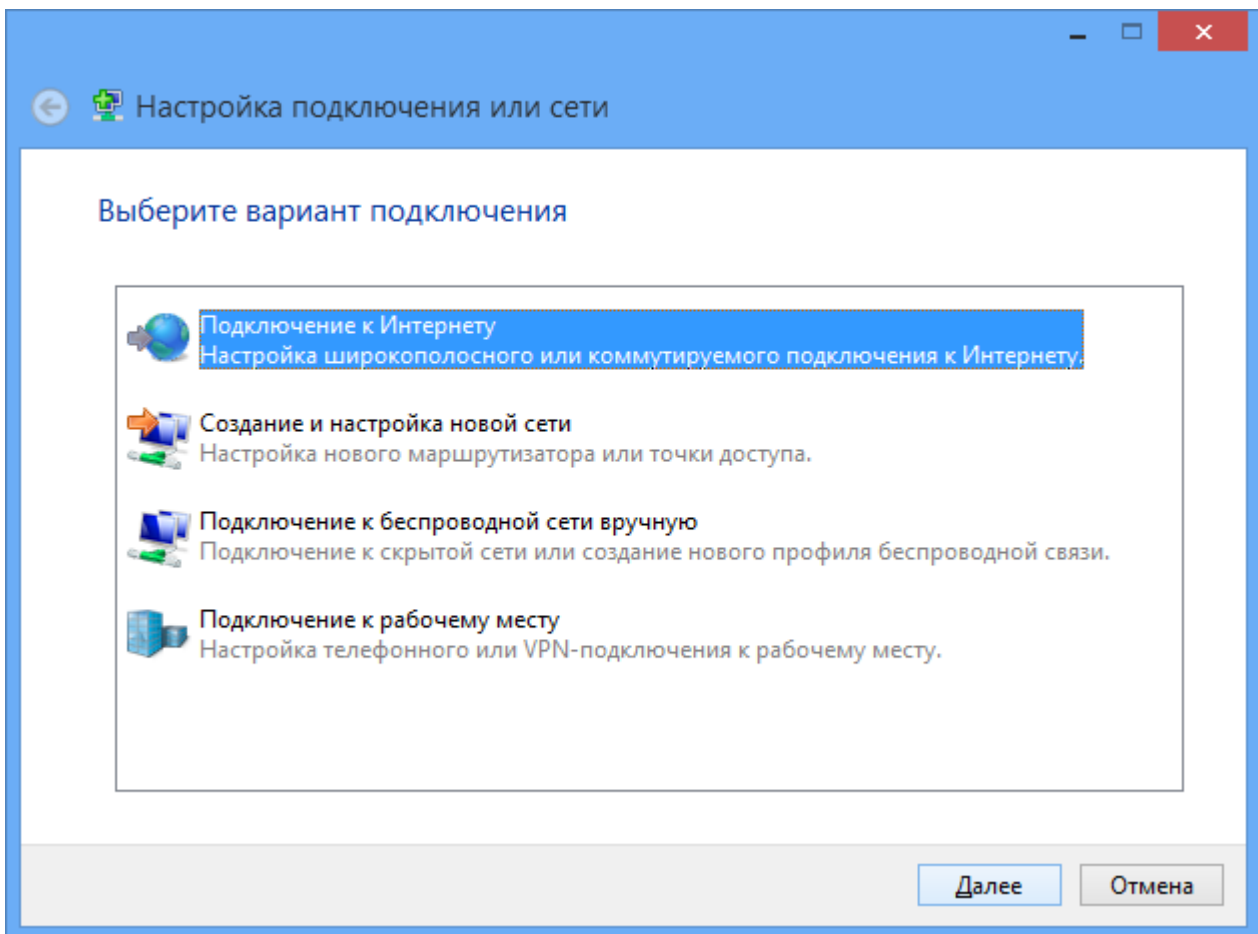 Настройка подключения или сети
Выберите вариант подключения
Подключение к Интернету
Настройка широкополосного или коммутируемого подключения к Интернету.
Создание и настройка новой сети
Настройка нового маршрутизатора или точки доступа.
Подключение к беспроводной сети вручную
Подключение к скрытой сети или создание нового профиля беспроводной связи.
Подключение к рабочему месту
Настройка телефонного или VPN-подключения к рабочему месту.
Далее
Отмена